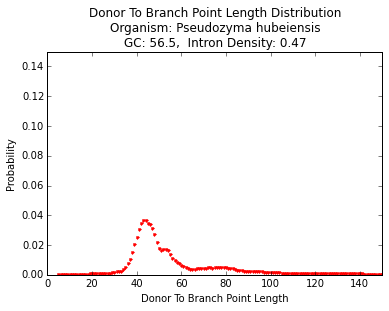 Donor To Branch Point Length Distribution
Organism: Pseudozyma hubeiensis
GC: 56.5,  Intron Density: 0.47
0.14
0.12
0.10
0.08
0.06
0.04
0.02
0.00
Probability
0 20 40 60 80 100 120 140
Donor To Branch Point Length